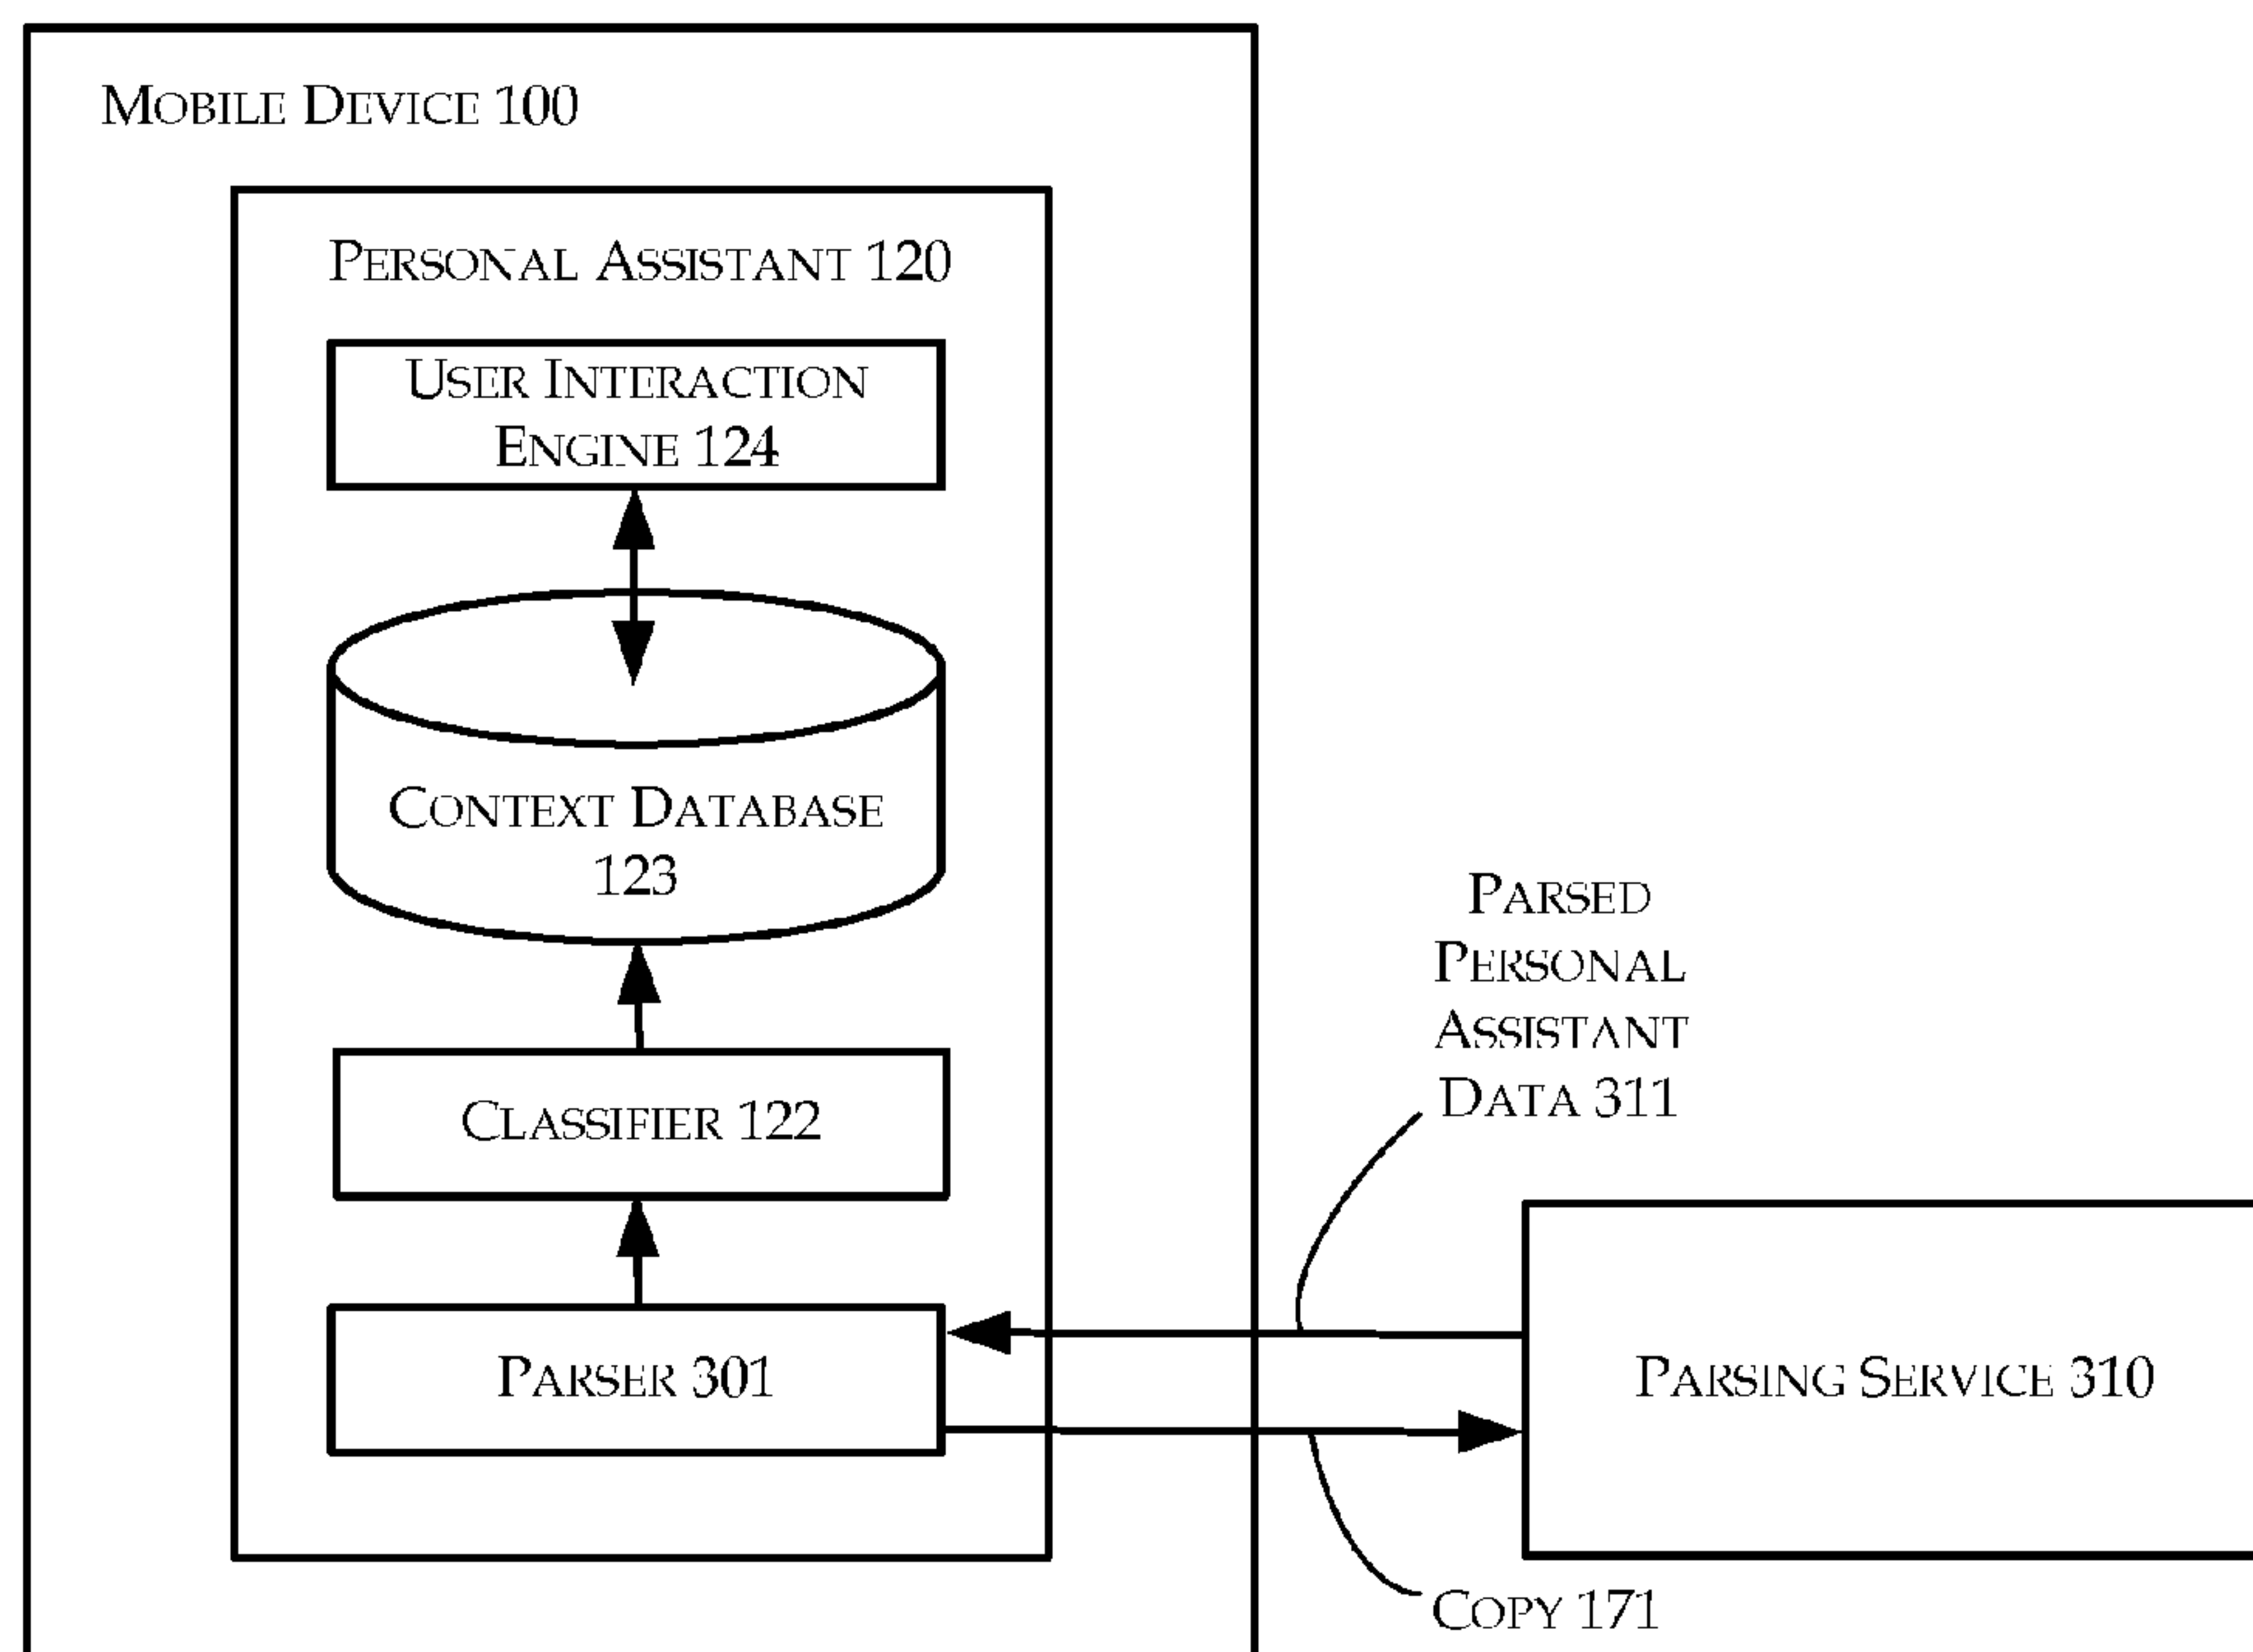 Mobile Device 100
Personal Assistant 120
User Interaction
Engine 124
Context Database
123
Classifier 122
Parser 301
Parsed
Personal
Assistant
Data 311
Parsing Service 310
Copy 171